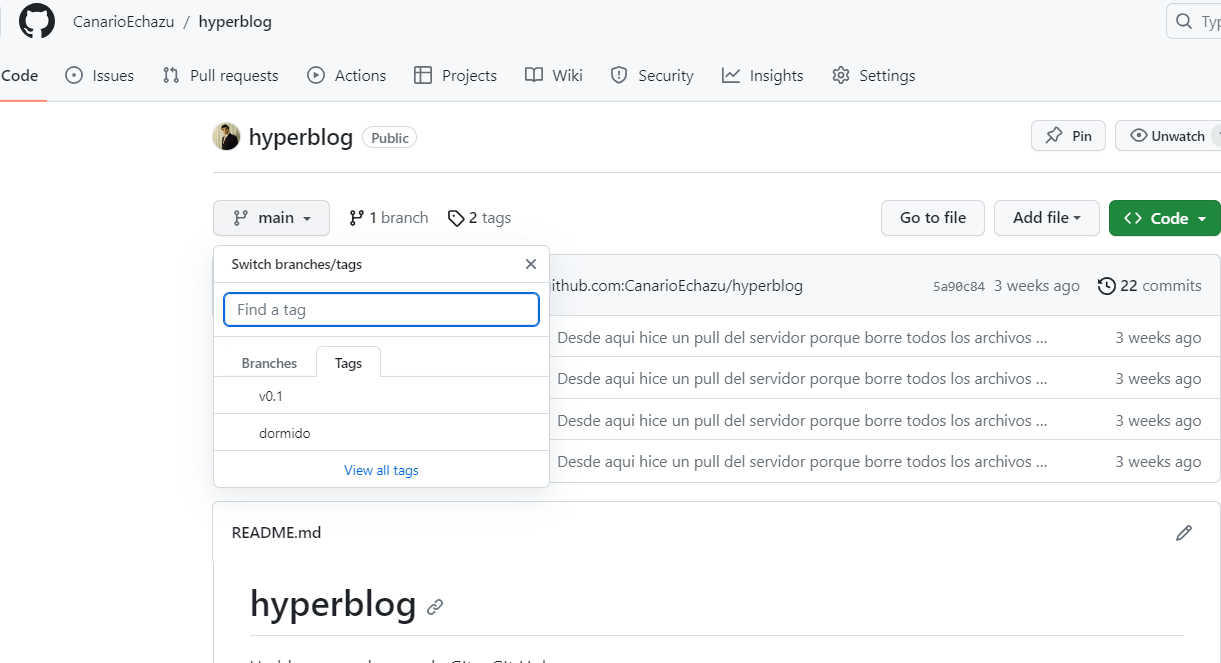 CanarioEchazu / hyperblog
Code Issues Pull requests Actions Projects Wiki Security Insights Settings
hyperblog Public Pin Unwatch
main 1 branch 2 tags Go to file Add file Code
Switch branches/tags
Find a tag
Branches Tags
v0.1
dormido
View all tags
ithub.com:CanarioEchazu/hyperblog 5a90c84 3 weeks ago 22 commits
Desde aqui hice un pull del servidor porque borre todos los archivos ... 3 weeks ago
Desde aqui hice un pull del servidor porque borre todos los archivos ... 3 weeks ago
Desde aqui hice un pull del servidor porque borre todos los archivos ... 3 weeks ago
Desde aqui hice un pull del servidor porque borre todos los archivos ... 3 weeks ago
README.md
hyperblog